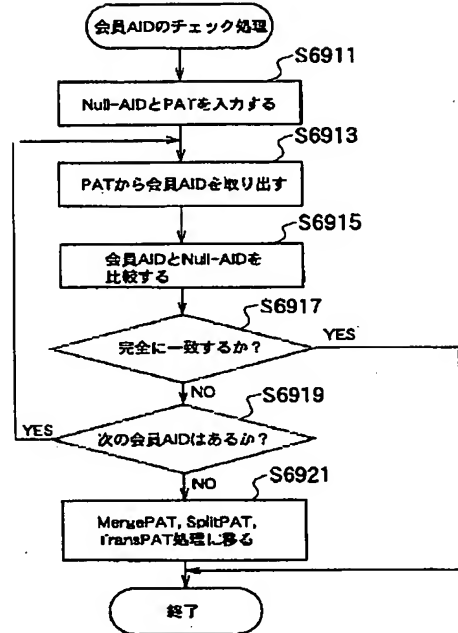 会員AIDのチェック処理
S6911
Null-AIDとPATを入力する
S6913
PATから会員AIDを取り出す
S6915
会員AIDとNull-AIDを
比較する
S6917
完全に一致するか？
YES
NO
S6919
次の会員AIDはあるか？
YES
NO
S6921
MergePAT, SplitPAT,
TransPAT処理に移る
終了